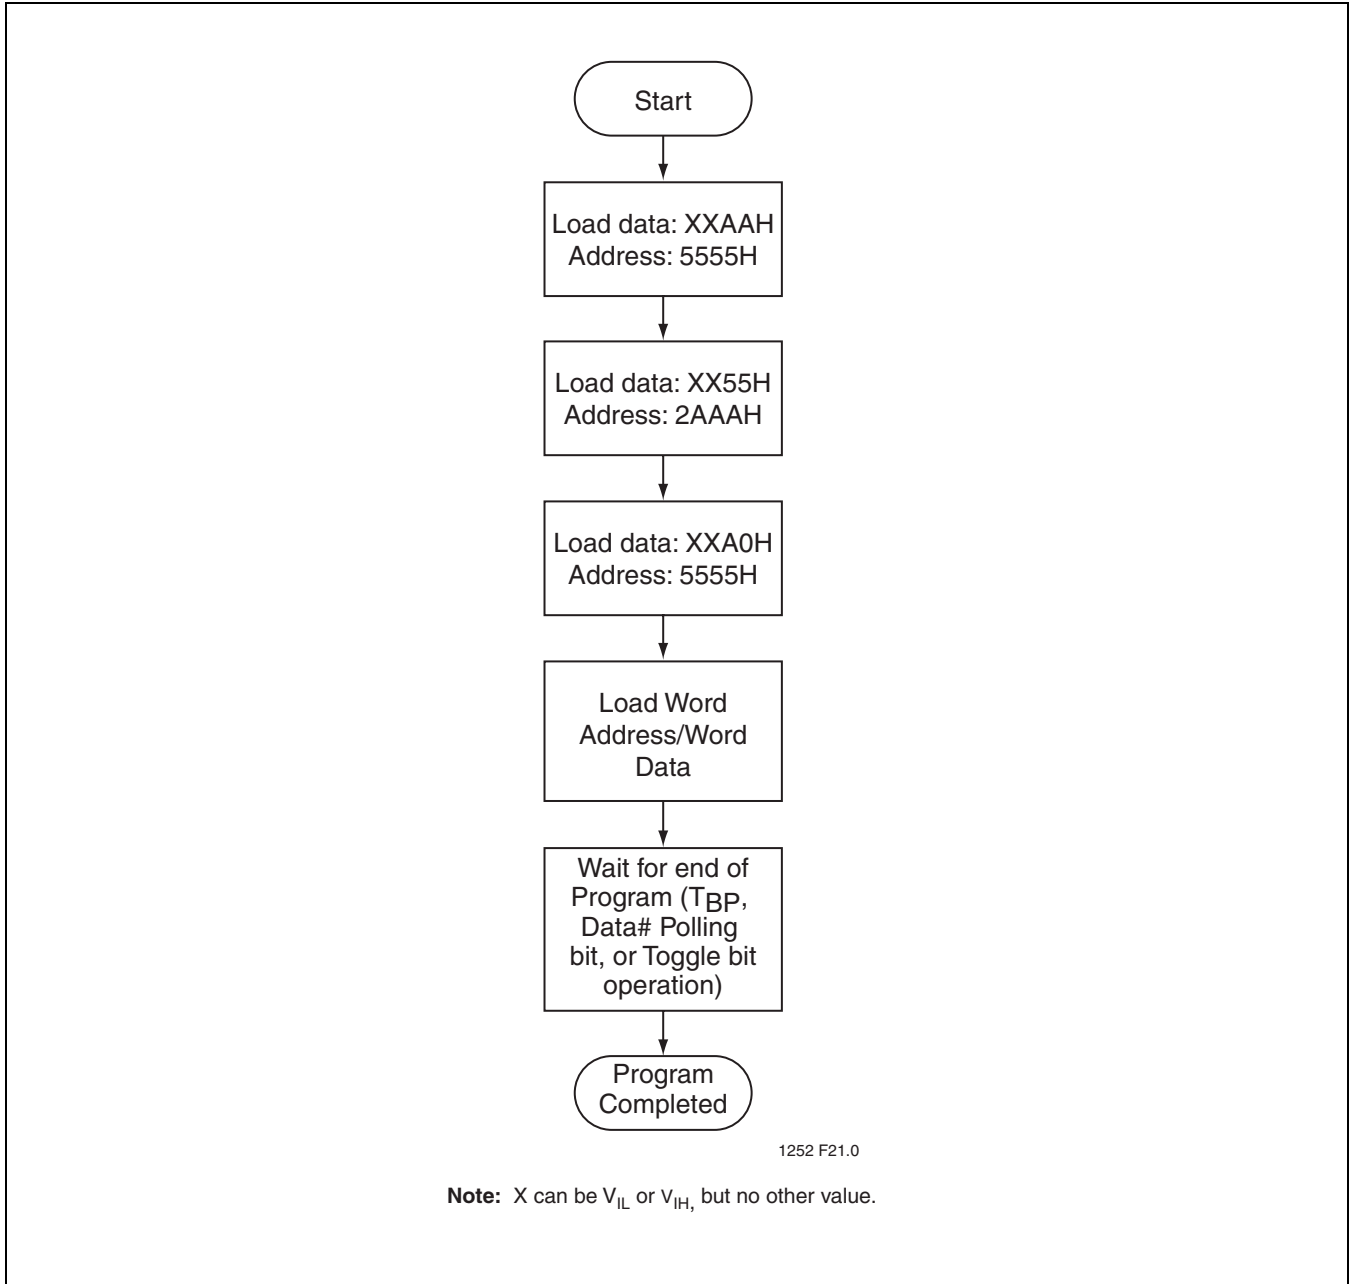 Start
Load data: XXAAH
Address: 5555H
Load data: XX55H
Address: 2AAAH
Load data: XXA0H
Address: 5555H
Load Word
Address/Word
Data
Wait for end of
Program (TBP,
Data# Polling
bit, or Toggle bit
operation)
Program
Completed
1252 F21.0
Note: X can be VIL or VIH, but no other value.